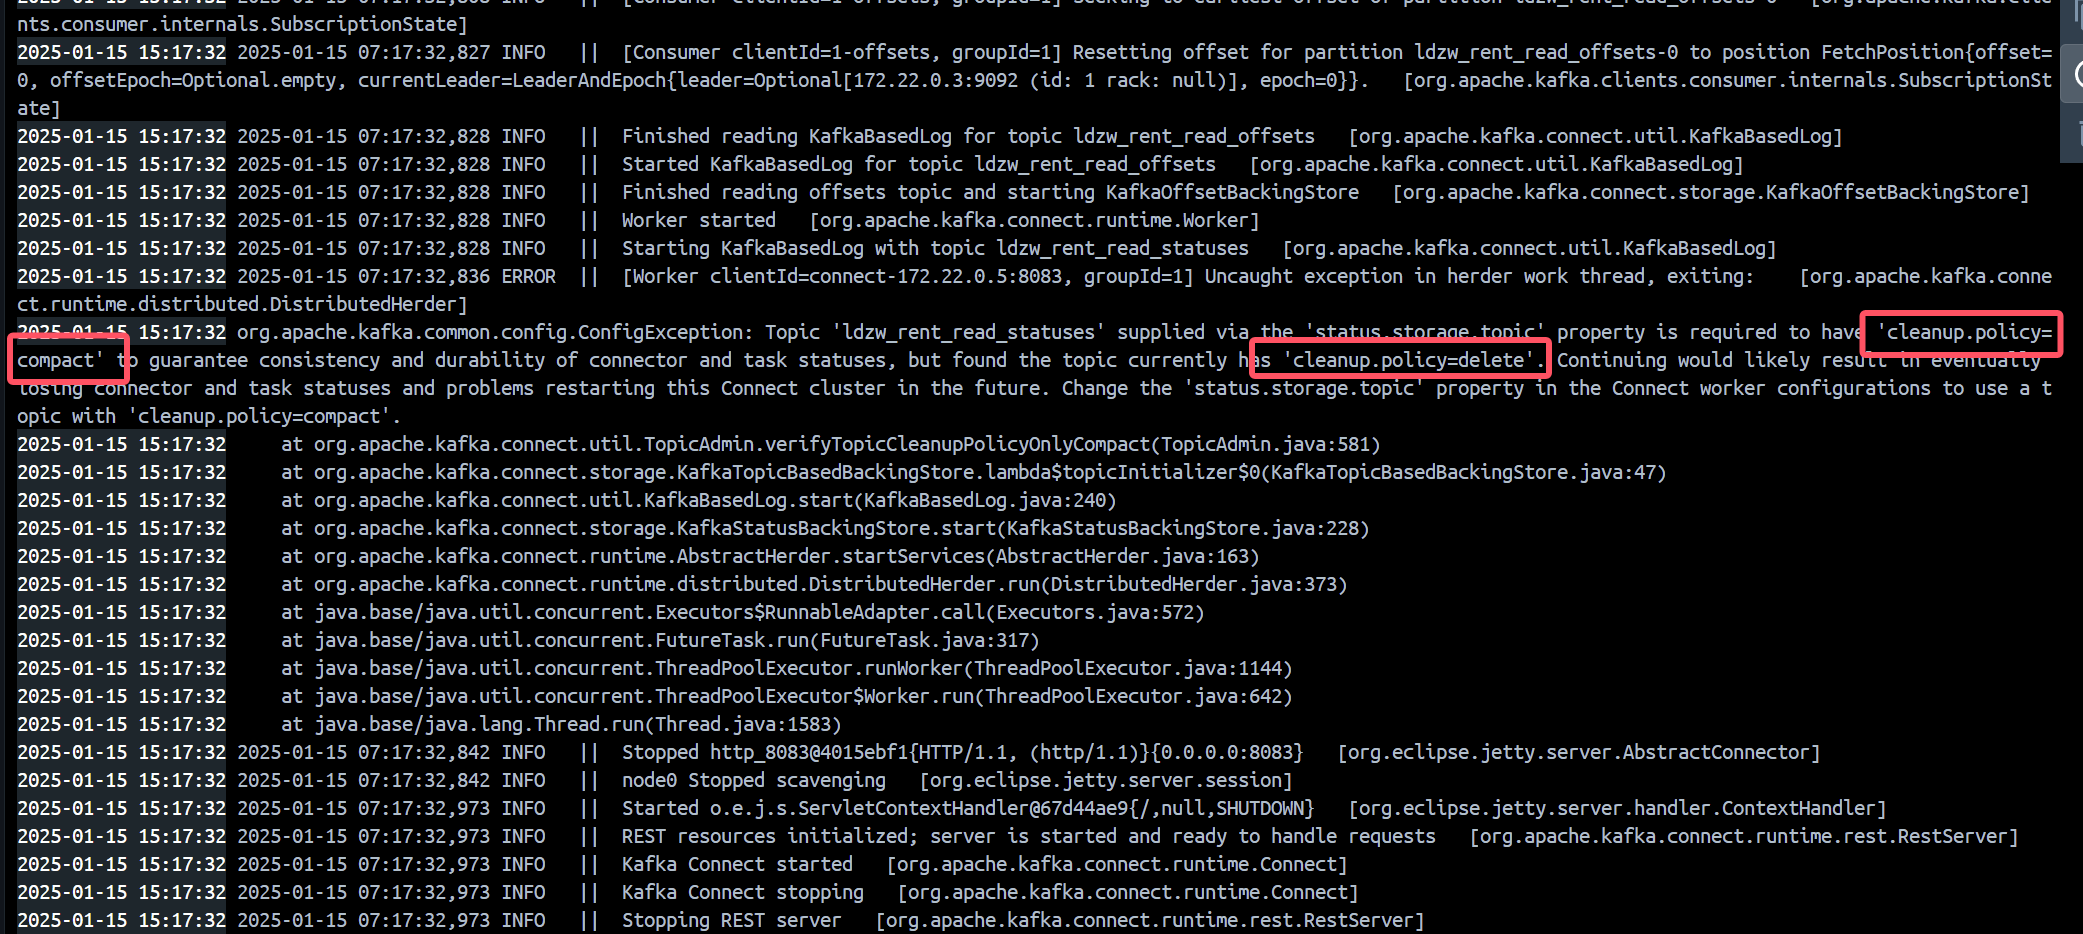 nts.consumer.internals.SubscriptionState]
2025-01-15 15:17:32 2025-01-15 07:17:32,827 INFO   ||  [Consumer clientId=1-offsets, groupId=1] Resetting offset for partition ldzw_rent_read_offsets-0 to position FetchPosition{offset=
0, offsetEpoch=Optional.empty, currentLeader=LeaderAndEpoch{leader=Optional[172.22.0.3:9092 (id: 1 rack: null)], epoch=0}}.   [org.apache.kafka.clients.consumer.internals.SubscriptionSt
ate]
2025-01-15 15:17:32 2025-01-15 07:17:32,828 INFO   ||  Finished reading KafkaBasedLog for topic ldzw_rent_read_offsets   [org.apache.kafka.connect.util.KafkaBasedLog]
2025-01-15 15:17:32 2025-01-15 07:17:32,828 INFO   ||  Started KafkaBasedLog for topic ldzw_rent_read_offsets   [org.apache.kafka.connect.util.KafkaBasedLog]
2025-01-15 15:17:32 2025-01-15 07:17:32,828 INFO   ||  Finished reading offsets topic and starting KafkaOffsetBackingStore   [org.apache.kafka.connect.storage.KafkaOffsetBackingStore]
2025-01-15 15:17:32 2025-01-15 07:17:32,828 INFO   ||  Worker started   [org.apache.kafka.connect.runtime.Worker]
2025-01-15 15:17:32 2025-01-15 07:17:32,828 INFO   ||  Starting KafkaBasedLog with topic ldzw_rent_read_statuses   [org.apache.kafka.connect.util.KafkaBasedLog]
2025-01-15 15:17:32 2025-01-15 07:17:32,836 ERROR  ||  [Worker clientId=connect-172.22.0.5:8083, groupId=1] Uncaught exception in herder work thread, exiting:    [org.apache.kafka.conne
ct.runtime.distributed.DistributedHerder]
2025-01-15 15:17:32 org.apache.kafka.common.config.ConfigException: Topic 'ldzw_rent_read_statuses' supplied via the 'status.storage.topic' property is required to have 'cleanup.policy=
compact' to guarantee consistency and durability of connector and task statuses, but found the topic currently has 'cleanup.policy=delete'. Continuing would likely result in eventually
losing connector and task statuses and problems restarting this Connect cluster in the future. Change the 'status.storage.topic' property in the Connect worker configurations to use a t
opic with 'cleanup.policy=compact'.
2025-01-15 15:17:32     at org.apache.kafka.connect.util.TopicAdmin.verifyTopicCleanupPolicyOnlyCompact(TopicAdmin.java:581)
2025-01-15 15:17:32     at org.apache.kafka.connect.storage.KafkaTopicBasedBackingStore.lambda$topicInitializer$0(KafkaTopicBasedBackingStore.java:47)
2025-01-15 15:17:32     at org.apache.kafka.connect.util.KafkaBasedLog.start(KafkaBasedLog.java:240)
2025-01-15 15:17:32     at org.apache.kafka.connect.storage.KafkaStatusBackingStore.start(KafkaStatusBackingStore.java:228)
2025-01-15 15:17:32     at org.apache.kafka.connect.runtime.AbstractHerder.startServices(AbstractHerder.java:163)
2025-01-15 15:17:32     at org.apache.kafka.connect.runtime.distributed.DistributedHerder.run(DistributedHerder.java:373)
2025-01-15 15:17:32     at java.base/java.util.concurrent.Executors$RunnableAdapter.call(Executors.java:572)
2025-01-15 15:17:32     at java.base/java.util.concurrent.FutureTask.run(FutureTask.java:317)
2025-01-15 15:17:32     at java.base/java.util.concurrent.ThreadPoolExecutor.runWorker(ThreadPoolExecutor.java:1144)
2025-01-15 15:17:32     at java.base/java.util.concurrent.ThreadPoolExecutor$Worker.run(ThreadPoolExecutor.java:642)
2025-01-15 15:17:32     at java.base/java.lang.Thread.run(Thread.java:1583)
2025-01-15 15:17:32 2025-01-15 07:17:32,842 INFO   ||  Stopped http_8083@4015ebf1{HTTP/1.1, (http/1.1)}{0.0.0.0:8083}   [org.eclipse.jetty.server.AbstractConnector]
2025-01-15 15:17:32 2025-01-15 07:17:32,842 INFO   ||  node0 Stopped scavenging   [org.eclipse.jetty.server.session]
2025-01-15 15:17:32 2025-01-15 07:17:32,973 INFO   ||  Started o.e.j.s.ServletContextHandler@67d44ae9{/,null,SHUTDOWN}   [org.eclipse.jetty.server.handler.ContextHandler]
2025-01-15 15:17:32 2025-01-15 07:17:32,973 INFO   ||  REST resources initialized; server is started and ready to handle requests   [org.apache.kafka.connect.runtime.rest.RestServer]
2025-01-15 15:17:32 2025-01-15 07:17:32,973 INFO   ||  Kafka Connect started   [org.apache.kafka.connect.runtime.Connect]
2025-01-15 15:17:32 2025-01-15 07:17:32,973 INFO   ||  Kafka Connect stopping   [org.apache.kafka.connect.runtime.Connect]
2025-01-15 15:17:32 2025-01-15 07:17:32,973 INFO   ||  Stopping REST server   [org.apache.kafka.connect.runtime.rest.RestServer]